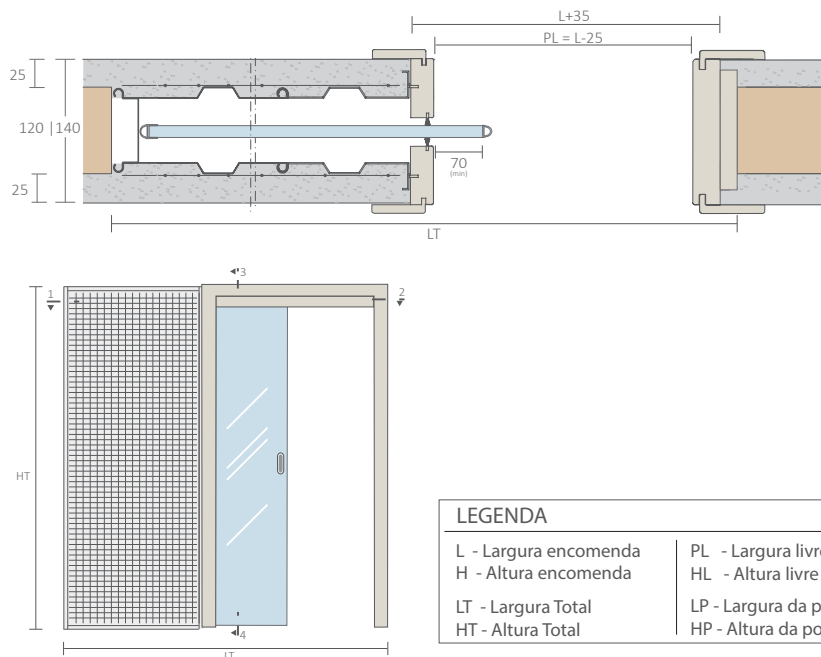 L+35
PL = L-25
25
120 | 140
25
70
(min)
LT
3
1
2
HT
4
LT
LEGENDA
L - Largura encomenda
H - Altura encomenda
LT - Largura Total
HT - Altura Total
PL - Largura livre
HL - Altura livre
LP - Largura da
HP - Altura da